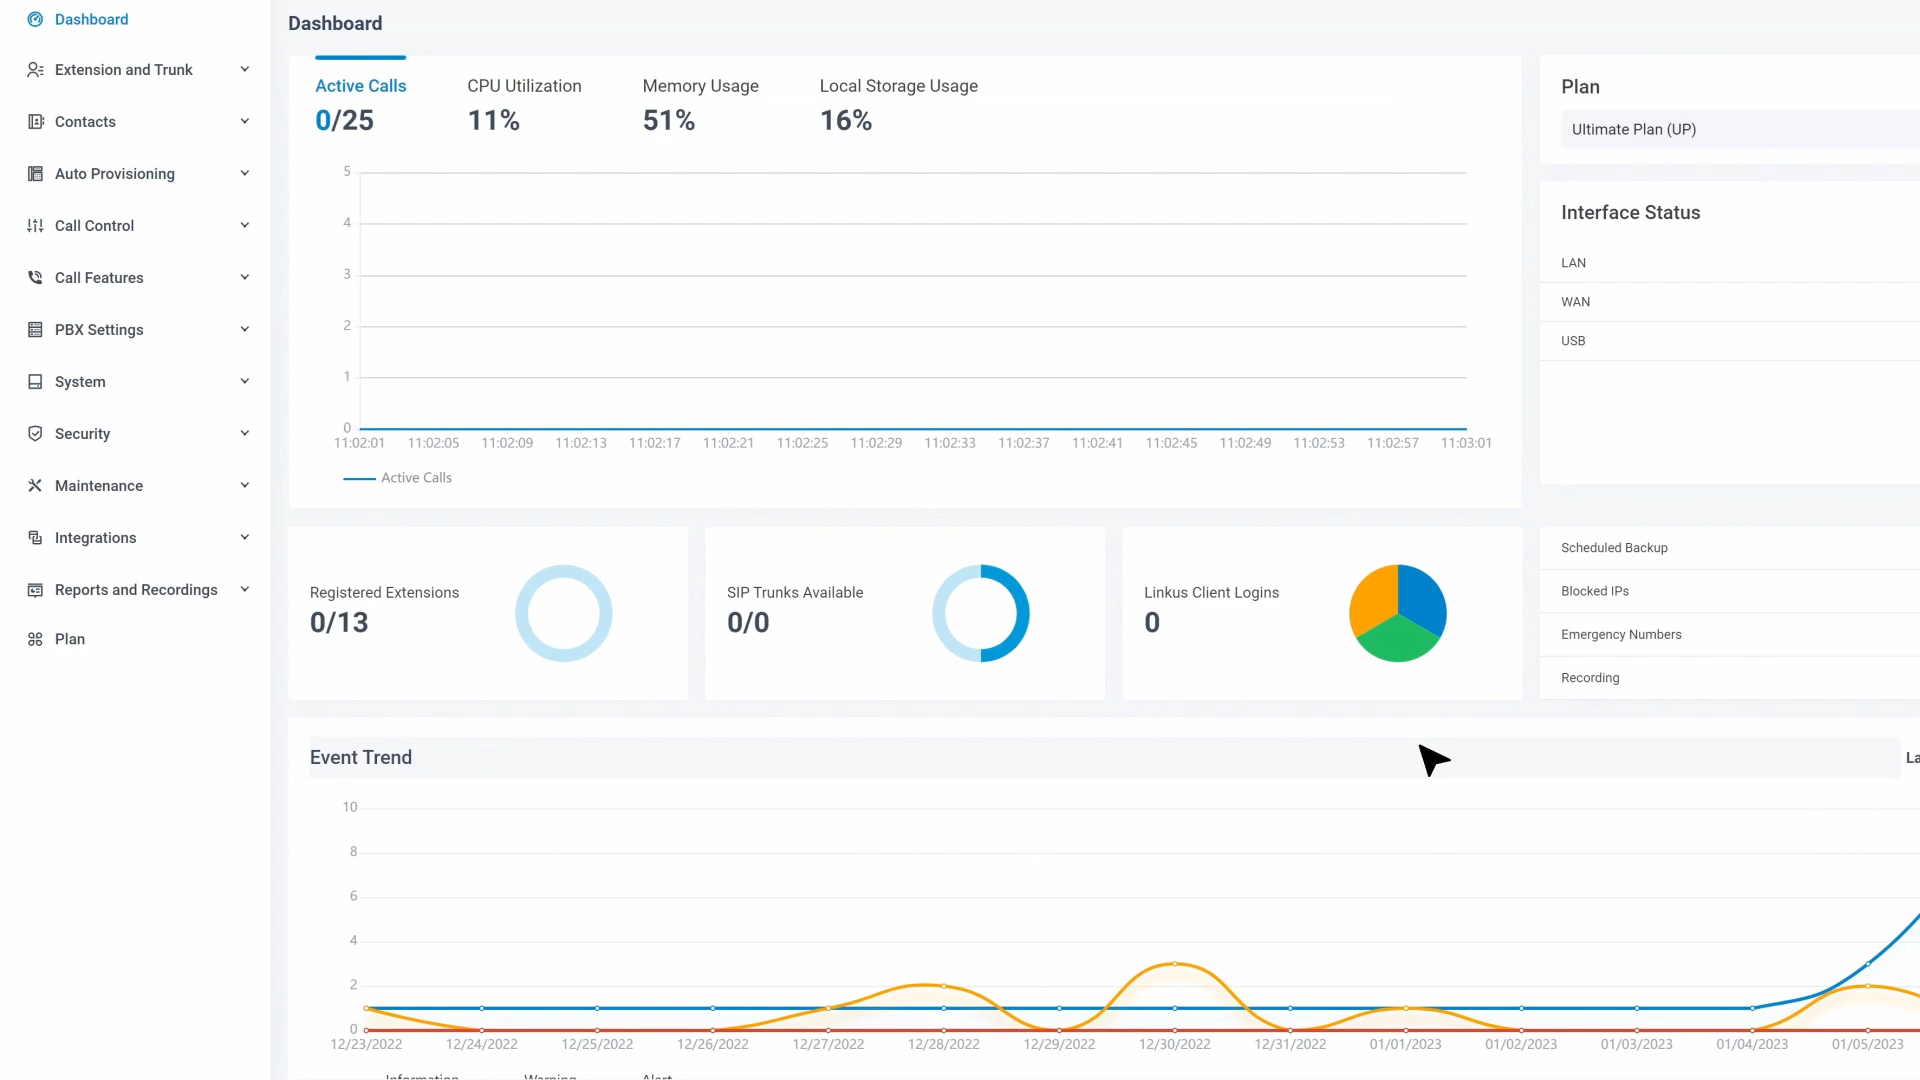 Dashboard
Extension and Trunk
Contacts
Auto Provisioning
Call Control
Call Features
PBX Settings
System
Security
Maintenance
Integrations
Reports and Recordings
Plan
Dashboard
Active Calls
0/25
CPU Utilization
11%
Memory Usage
51%
Local Storage Usage
16%
5
4
3
2
1
0
11:02:01 11:02:05 11:02:09 11:02:13 11:02:17 11:02:21 11:02:25 11:02:29 11:02:33 11:02:37 11:02:41 11:02:45 11:02:49 11:02:53 11:02:57 11:03:01
Active Calls
Plan
Ultimate Plan (UP)
Interface Status
LAN
WAN
USB
Registered Extensions
0/13
SIP Trunks Available
0/0
Linkus Client Logins
0
Scheduled Backup
Blocked IPs
Emergency Numbers
Recording
Event Trend
La
10
8
6
4
2
0
12/23/2022 12/24/2022 12/25/2022 12/26/2022 12/27/2022 12/28/2022 12/29/2022 12/30/2022 12/31/2022 01/01/2023 01/02/2023 01/03/2023 01/04/2023 01/05/2023
Information Warning Alert